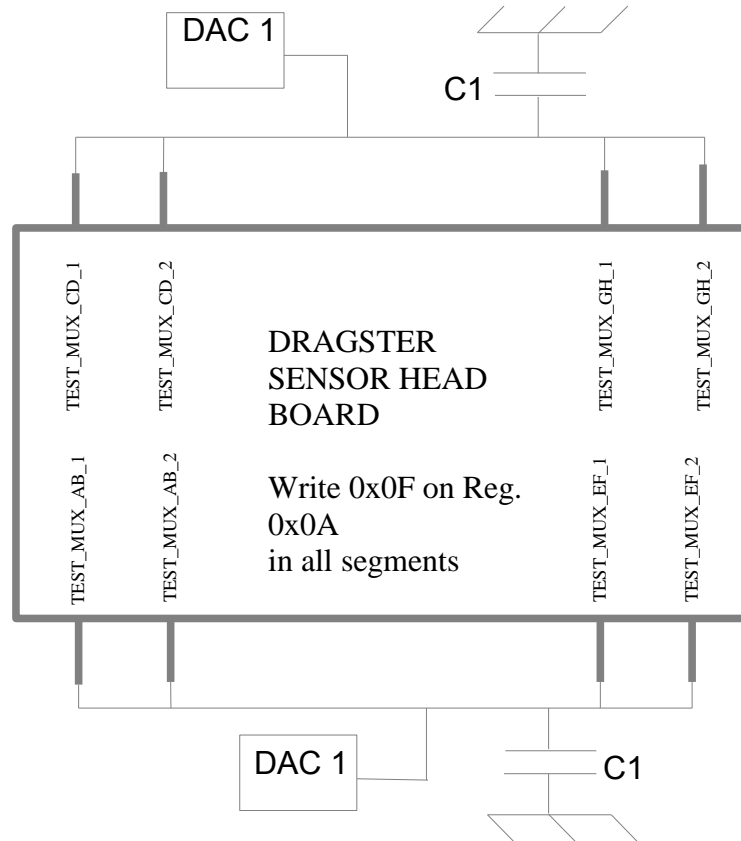 DAC 1
C1
TEST_MUX_CD_1
TEST_MUX_CD_2
TEST_MUX_GH_1
TEST_MUX_GH_2
DRAGSTER
SENSOR HEAD
BOARD
TEST_MUX_AB_1
TEST_MUX_AB_2
Write 0x0F on Reg.
0x0A
in all segments
TEST_MUX_EF_1
TEST_MUX_EF_2
DAC 1
C1